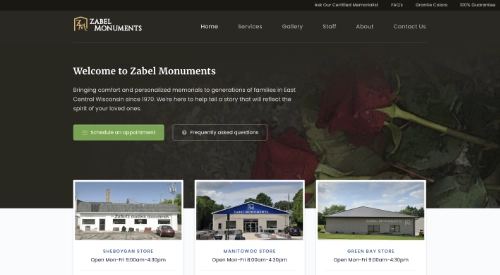 Ask Our Certified Memorialist FAQ's Granite Colors 100% Guarantee
ZABEL
MONUMENTS
Home Services Gallery Staff About Contact Us
Welcome to Zabel Monuments
Bringing comfort and personalized memorials to generations of families in East
Central Wisconsin since 1970. We're here to help tell a story that will reflect the
spirit of your loved ones.
Schedule an appointment Frequently asked questions
ZABEL MONUMENTS
SHEBOYGAN STORE MANITOWOC STORE GREEN BAY STORE
Open Mon-Fri 9:00am-4:30pm Open Mon-Fri 8:00am-4:30pm Open Mon-Fri 9:00am-4:30pm